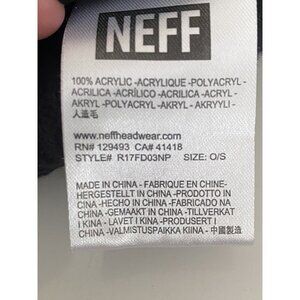 NEFF
100% ACRYLIC -ACRYLIQUE -POLYACRYL -
ACRILICA -ACRÍLICO -ACRILICA -ACRYL -
AKRYL -POLYACRYL -AKRYL - AKRYYLI -
人造毛
www.neffheadwear.com
RN# 129493 CA# 41418
STYLE# R17FD03NP SIZE: O/S
MADE IN CHINA - FABRIQUE EN CHINE-
HERGESTELLT IN CHINA -PRODOTTO IN
CINA -HECHO IN CHINA - FABRICADO NA
CHINA -GEMAAKT IN CHINA -TILLVERKAT
I KINA - LAVET I KINA - PRODUSERT I
CHINA - VALMISTUSPAIKKA KIINA - 中國製造